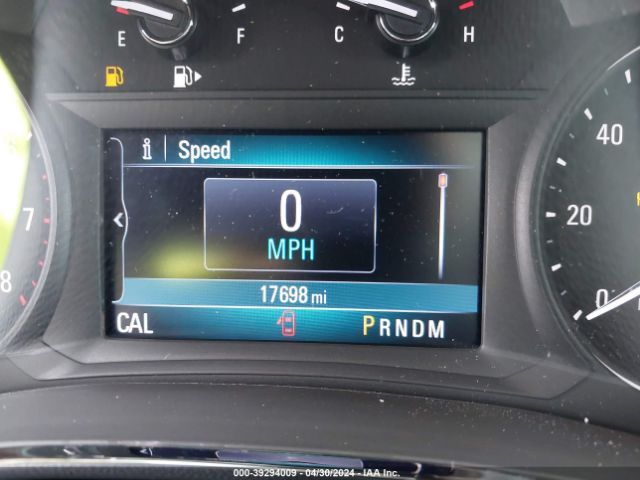 E F C H
i Speed
0
MPH
17698 mi
CAL PRNDM
7
8
40
20
0
000-39294009 - 04/30/2024 - IAA Inc.